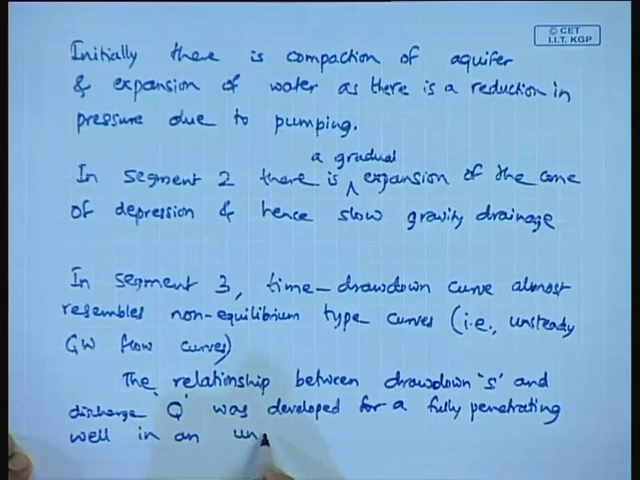 © CET
I.I.T. KGP
Initially there is compaction of aquifer
& expansion of water as there is a reduction in
pressure due to pumping.
a gradual
In segment 2 there is ^ expansion of the cone
of depression & hence slow gravity drainage
In segment 3, time-drawdown curve almost
resembles non-equilibrium type curves (i.e., unsteady
GW flow curves)
The relationship between drawdown 's' and
discharge 'Q' was developed for a fully penetrating
well in an un